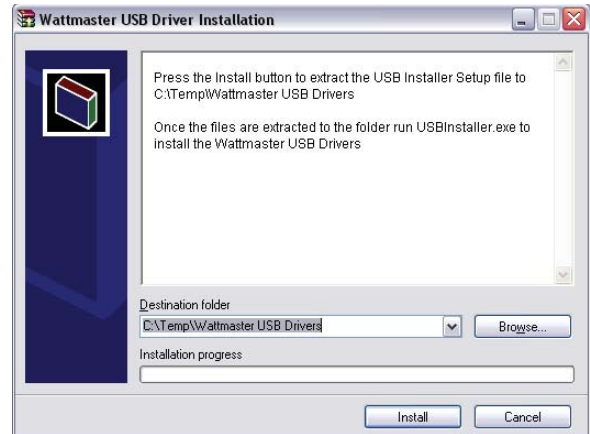 Wattmaster USB Driver Installation
Press the Install button to extract the USB Installer Setup file to
C:\Temp\Wattmaster USB Drivers
Once the files are extracted to the folder run USBInstaller.exe to
install the Wattmaster USB Drivers
Destination folder
C:\Temp\Wattmaster USB Drivers
Browse...
Installation progress
Install
Cancel